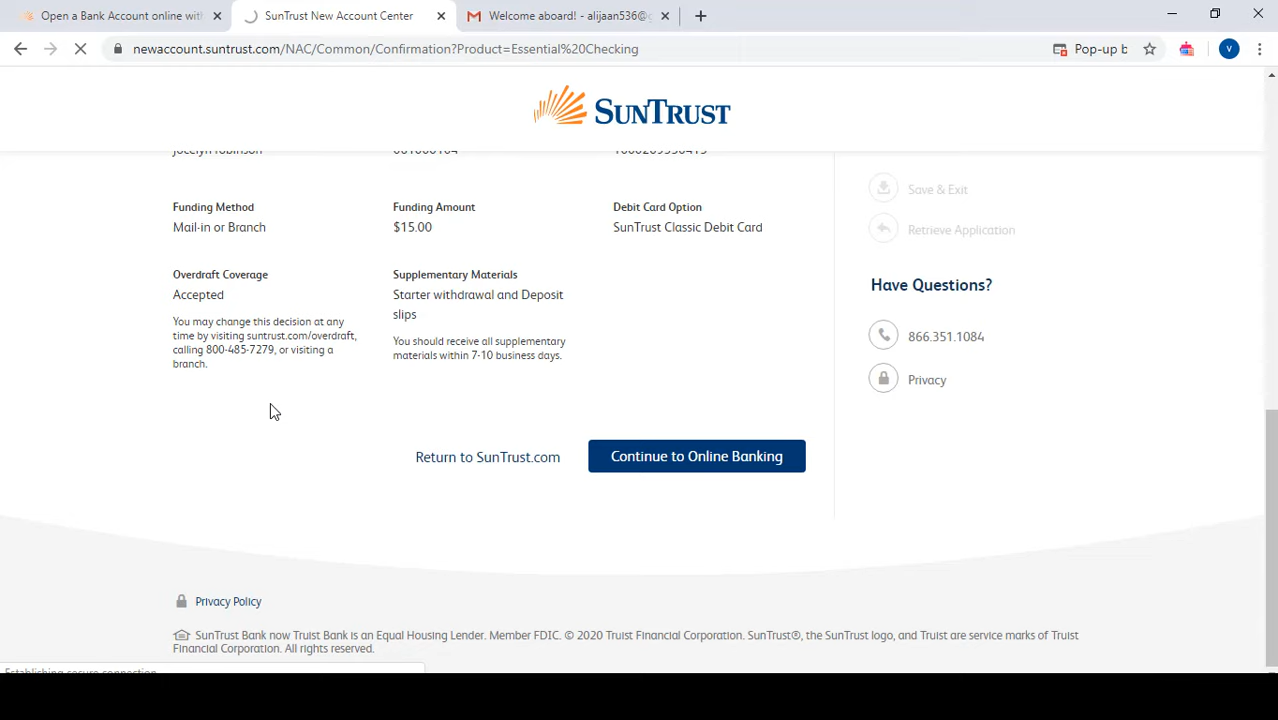 Open a Bank Account online with
SunTrust New Account Center
Welcome aboard! - alijaan536@g
newaccount.suntrust.com/NAC/Common/Confirmation?Product=Essential%20Checking
Pop-up b
V
SUNTRUST
Save & Exit
Funding Method
Funding Amount
Debit Card Option
Mail-in or Branch
$15.00
SunTrust Classic Debit Card
Retrieve Application
Overdraft Coverage
Supplementary Materials
Have Questions?
Accepted
Starter withdrawal and Deposit
slips
You may change this decision at any
time by visiting suntrust.com/overdraft,
calling 800-485-7279, or visiting a
branch.
You should receive all supplementary
materials within 7-10 business days.
866.351.1084
Privacy
Return to SunTrust.com
Continue to Online Banking
Privacy Policy
SunTrust Bank now Truist Bank is an Equal Housing Lender. Member FDIC. © 2020 Truist Financial Corporation. SunTrust®, the SunTrust logo, and Truist are service marks of Truist
Financial Corporation. All rights reserved.
Establishing secure connection